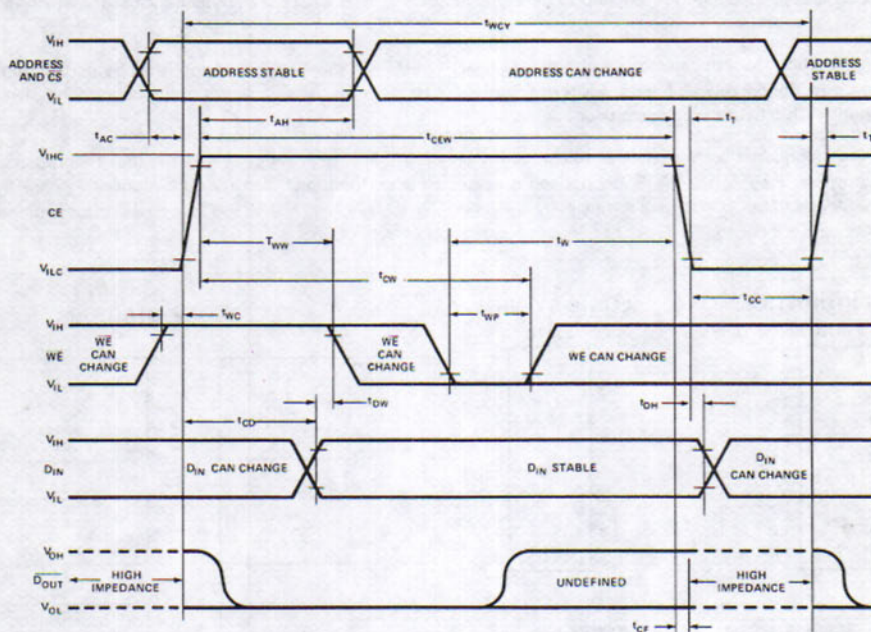 tWCY
VIH
ADDRESS AND CS
VIL
ADDRESS STABLE
ADDRESS CAN CHANGE
ADDRESS STABLE
tAC
tAH
tCEW
tT
tT
VIHC
CE
VILC
TWW
tW
tCW
tCC
tWC
tWP
VIH
WE
VIL
WE CAN CHANGE
WE CAN CHANGE
WE CAN CHANGE
tCD
tDW
tDH
VIH
DIN
VIL
DIN CAN CHANGE
DIN STABLE
DIN CAN CHANGE
VOH
DOUT
VOL
HIGH IMPEDANCE
UNDEFINED
HIGH IMPEDANCE
tCF